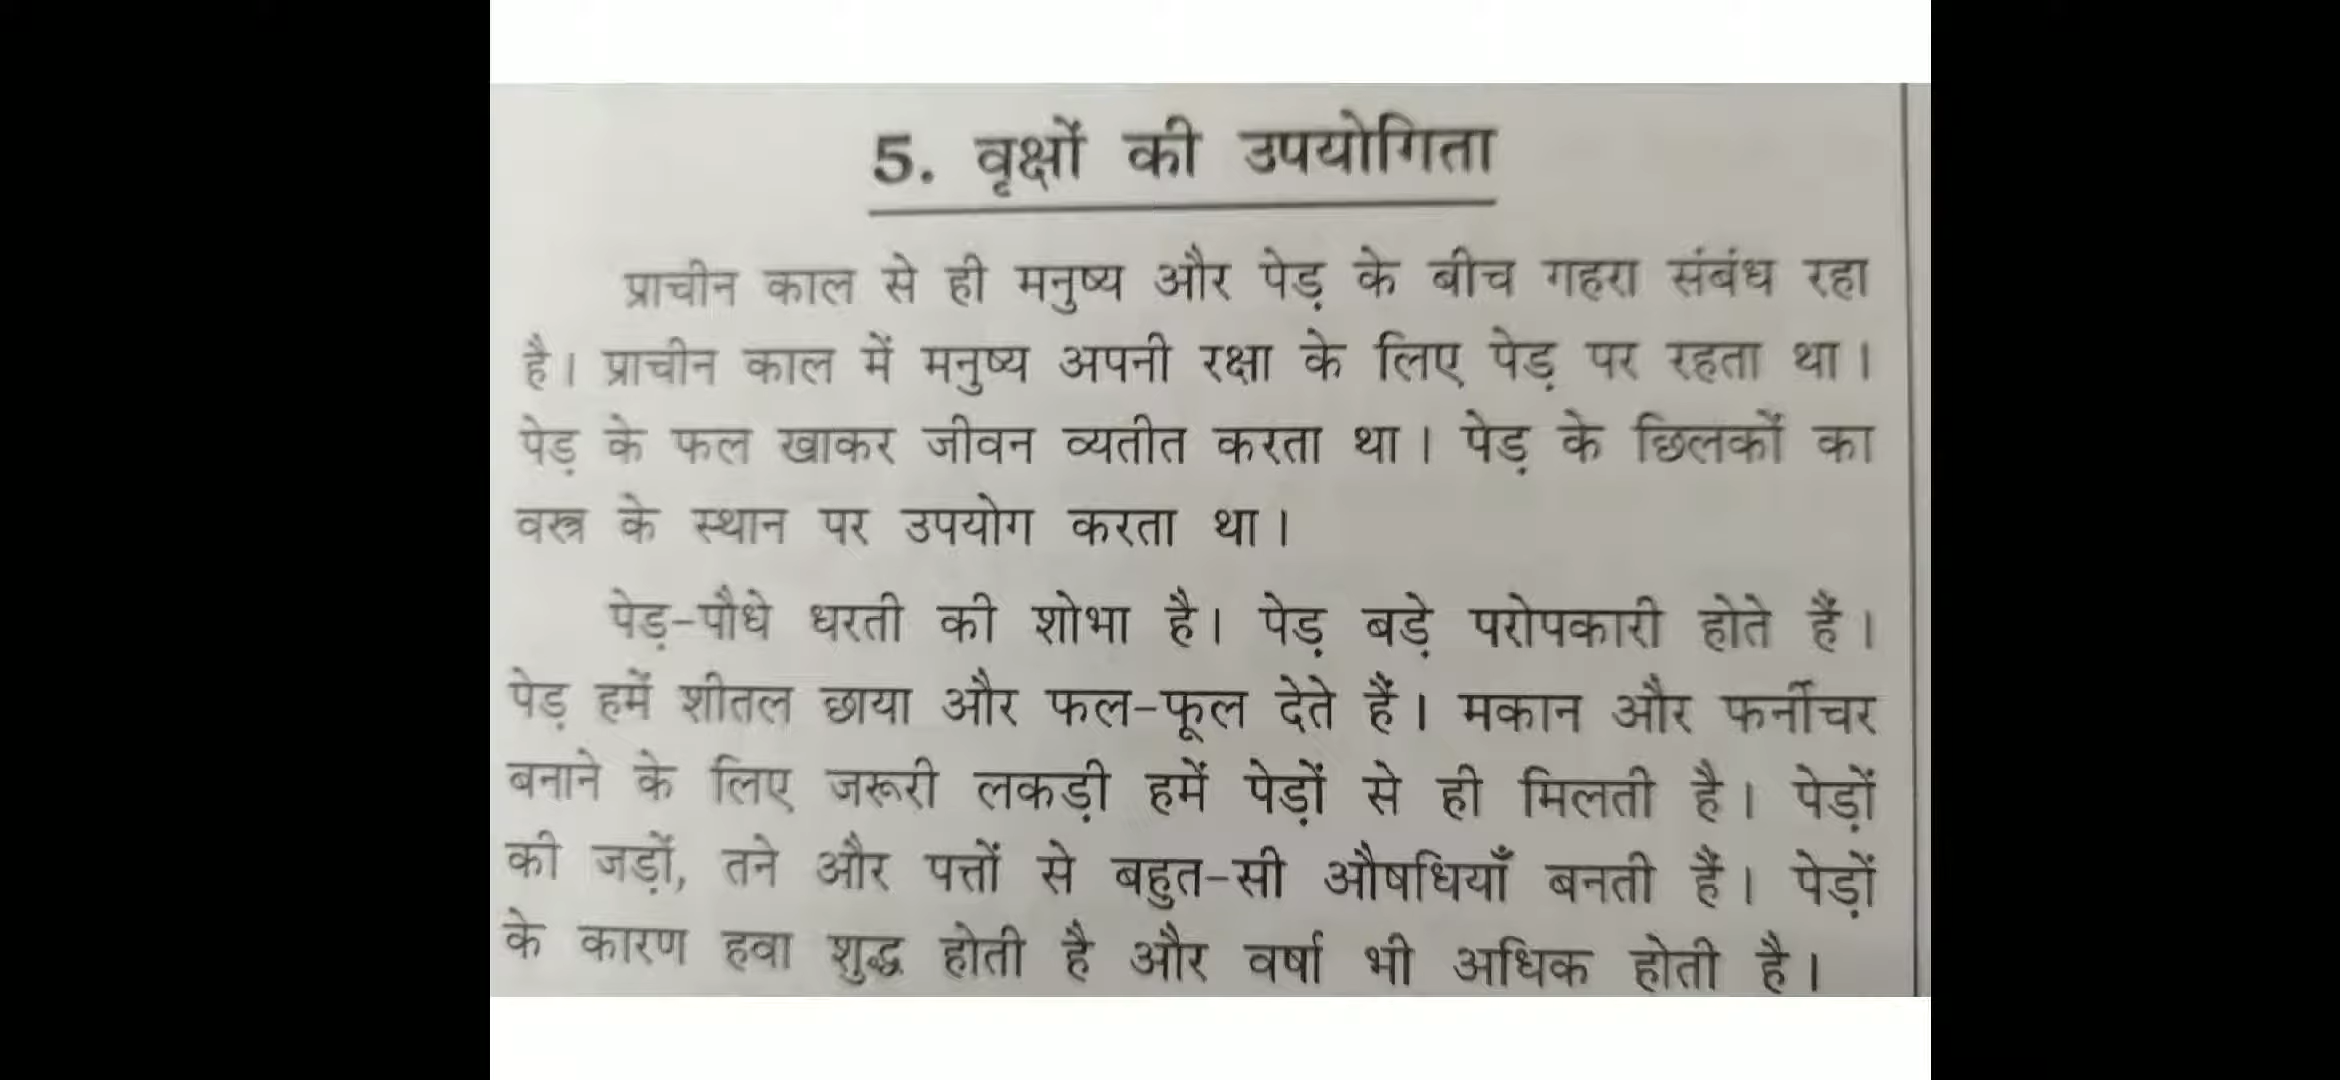 5. वृक्षों की उपयोगिता
प्राचीन काल से ही मनुष्य और पेड़ के बीच गहरा संबंध रहा
है। प्राचीन काल में मनुष्य अपनी रक्षा के लिए पेड़ पर रहता था।
पेड़ के फल खाकर जीवन व्यतीत करता था। पेड़ के छिलकों का
वस्त्र के स्थान पर उपयोग करता था।
पेड़-पौधे धरती की शोभा है। पेड़ बड़े परोपकारी होते हैं।
पेड़ हमें शीतल छाया और फल-फूल देते हैं। मकान और फर्नीचर
बनाने के लिए जरूरी लकड़ी हमें पेड़ों से ही मिलती है। पेड़ों
की जड़ों, तने और पत्तों से बहुत-सी औषधियाँ बनती हैं। पेड़ों
के कारण हवा शुद्ध होती है और वर्षा भी अधिक होती है।